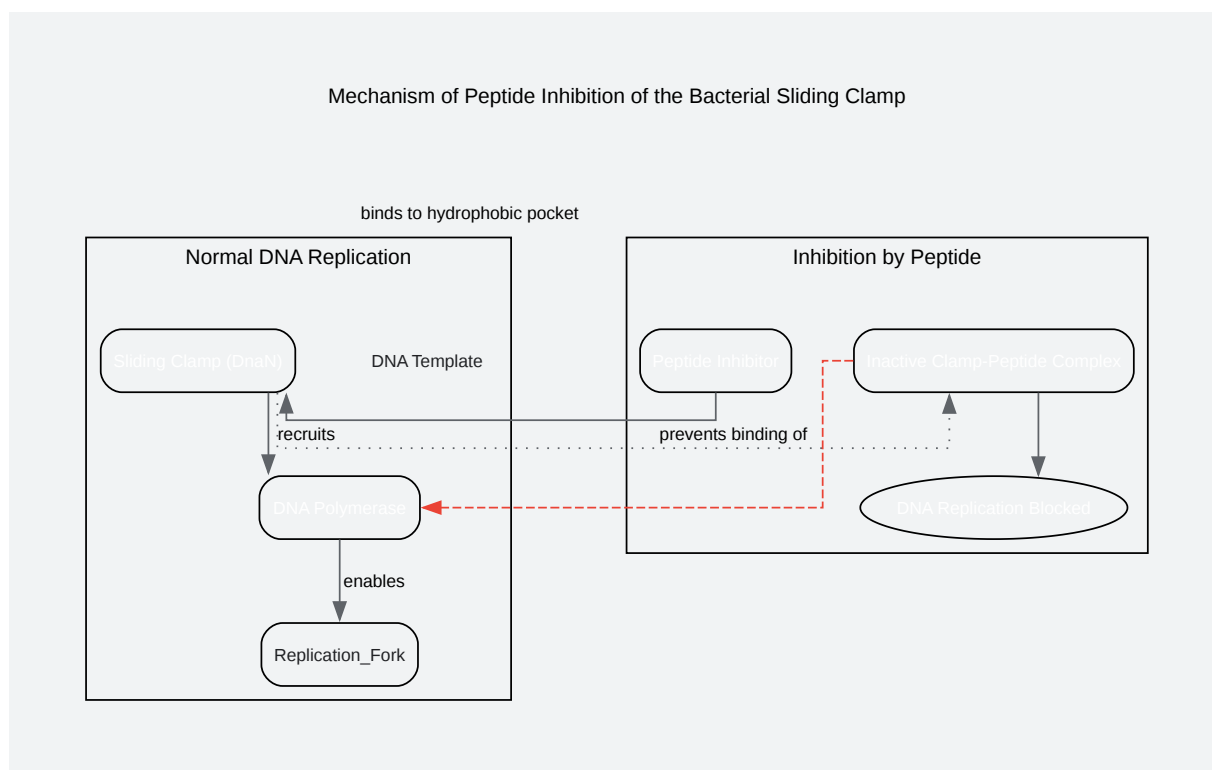 Mechanism of Peptide Inhibition of the Bacterial Sliding Clamp
binds to hydrophobic pocket
Normal DNA Replication
Inhibition by Peptide
Sliding Clamp (DnaN)
DNA Template
Peptide Inhibitor
Inactive Clamp-Peptide Complex
recruits
prevents binding of
DNA Polymerase
DNA Replication Blocked
enables
Replication_Fork